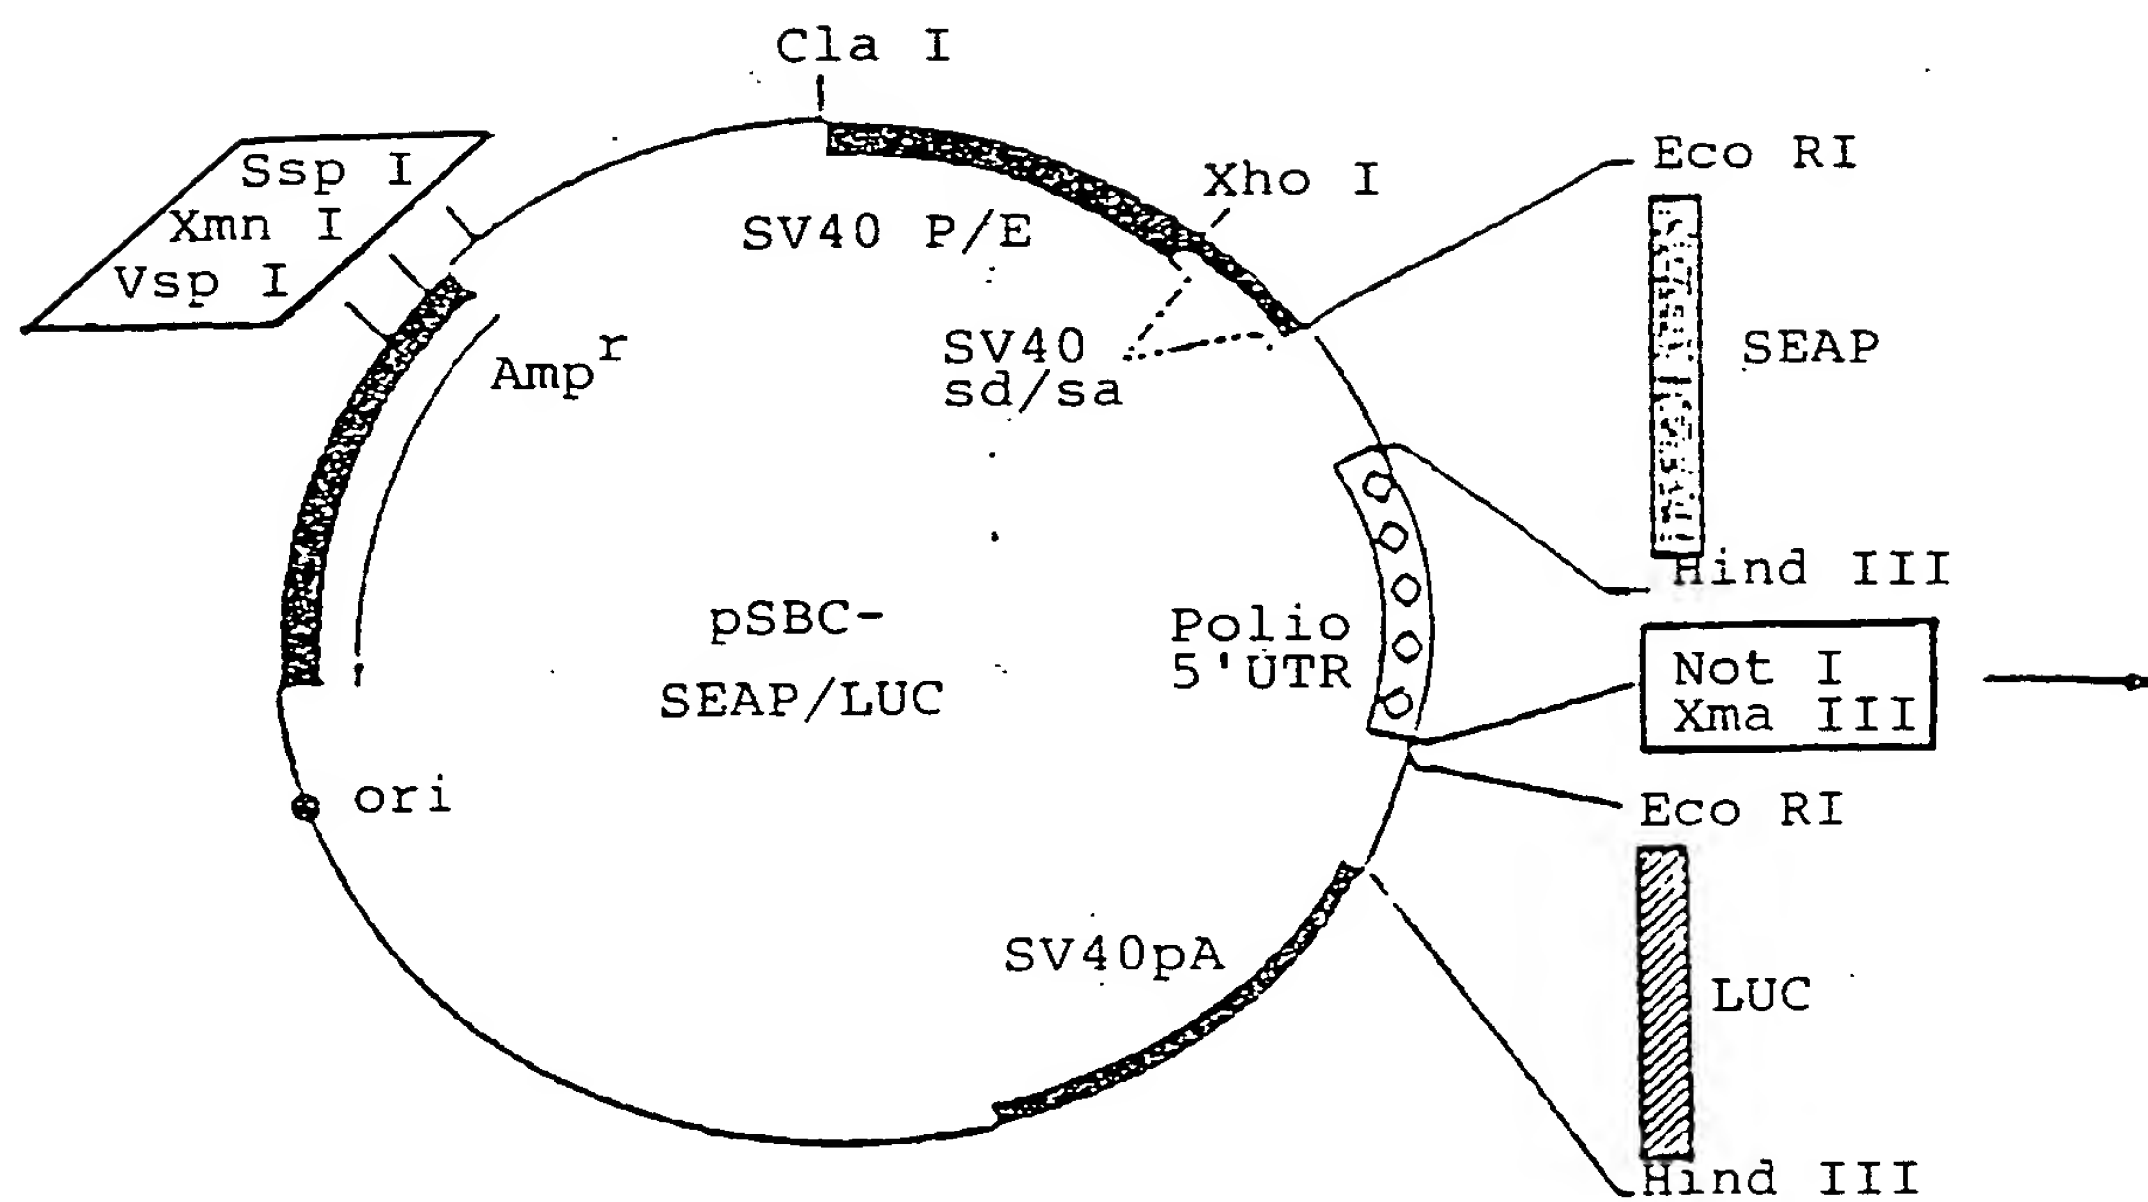 Cla I
Eco RI
Ssp I
Xmn I
Vsp I
Xho I
SV40 P/E
SEAP
SV40
sd/sa
Amp^r
Hind III
pSBC-
SEAP/LUC
Polio
5'UTR
Not I
Xma III
ori
Eco RI
SV40pA
LUC
Hind III